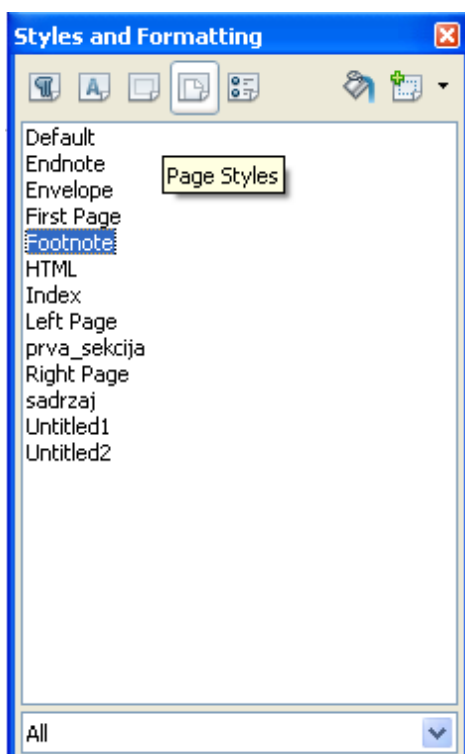 Styles and Formatting
Default
Endnote
Page Styles
Envelope
First Page
Footnote
HTML
Index
Left Page
prva_sekcija
Right Page
sadrzaj
Untitled1
Untitled2
All